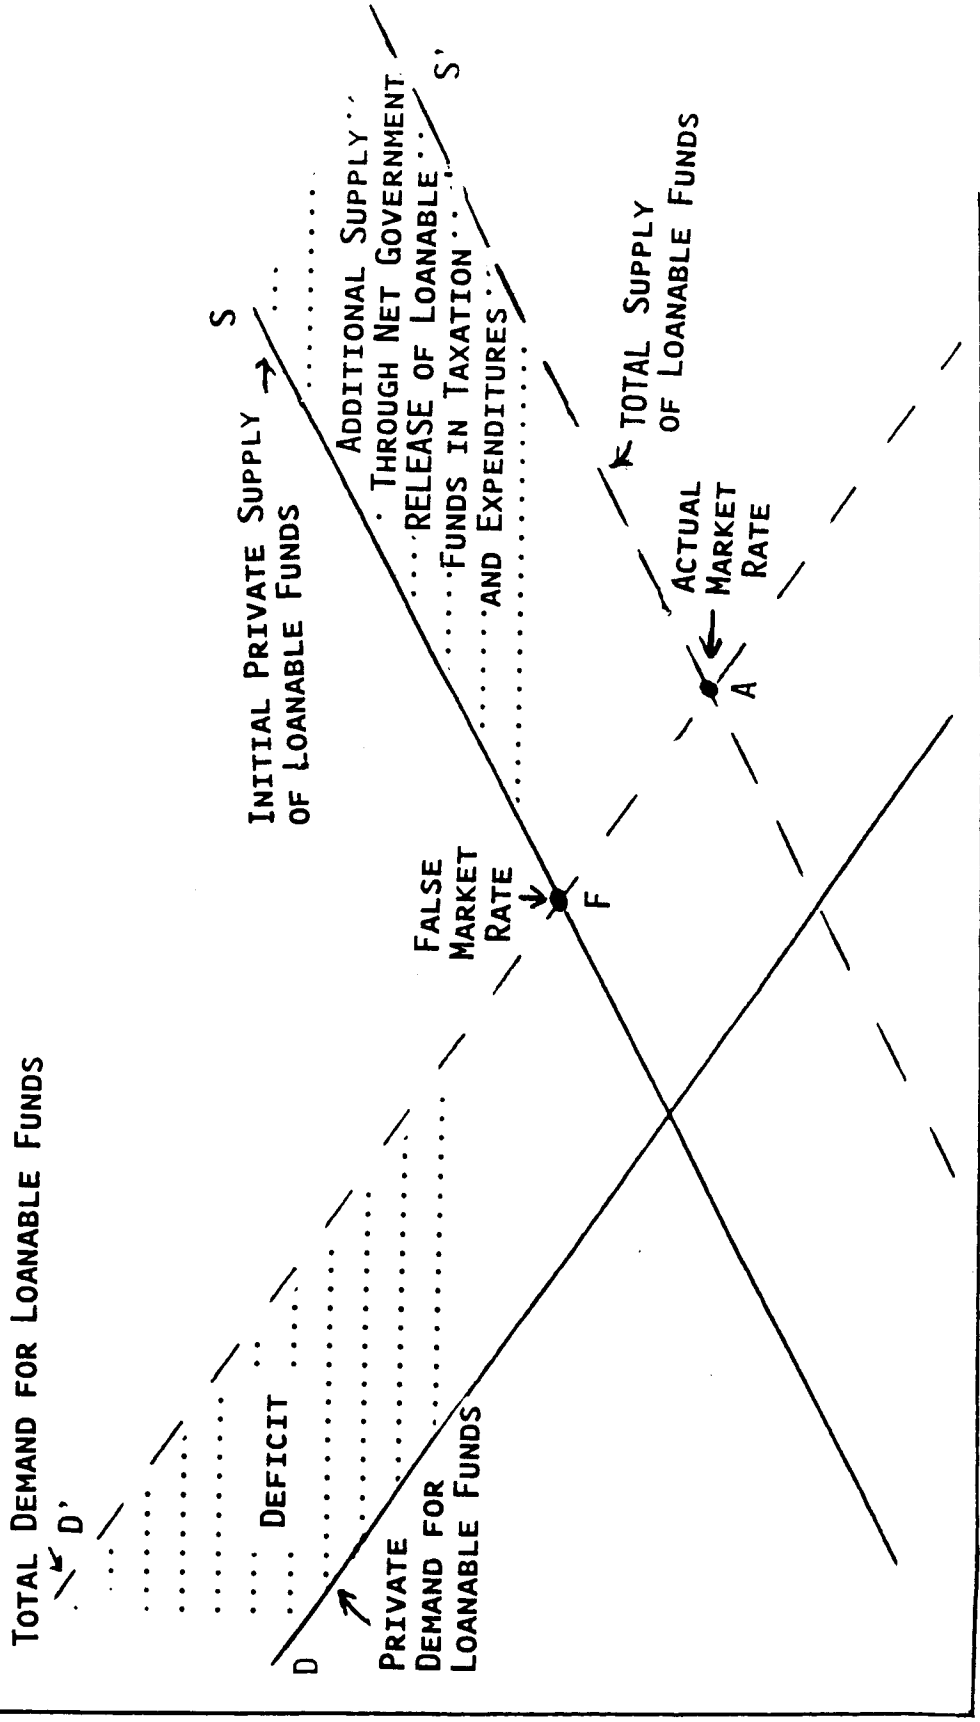 TOTAL DEMAND FOR LOANABLE FUNDS
D'
DEFICIT
D
PRIVATE
DEMAND FOR
LOANABLE FUNDS
FALSE
MARKET
RATE
F
INITIAL PRIVATE SUPPLY
OF LOANABLE FUNDS
S
ADDITIONAL SUPPLY
THROUGH NET GOVERNMENT
RELEASE OF LOANABLE
FUNDS IN TAXATION
AND EXPENDITURES
S'
TOTAL SUPPLY
OF LOANABLE FUNDS
ACTUAL
MARKET
RATE
A